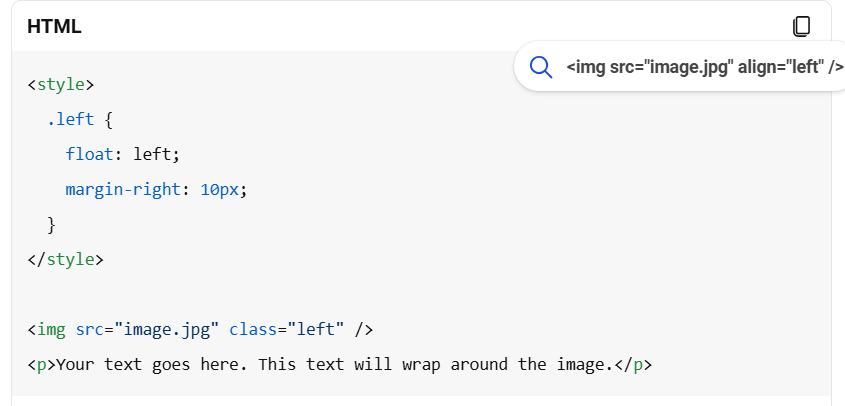 HTML
<img src="image.jpg" align="left" />
<style>
  .left {
    float: left;
    margin-right: 10px;
  }
</style>

<img src="image.jpg" class="left" />
<p>Your text goes here. This text will wrap around the image.</p>